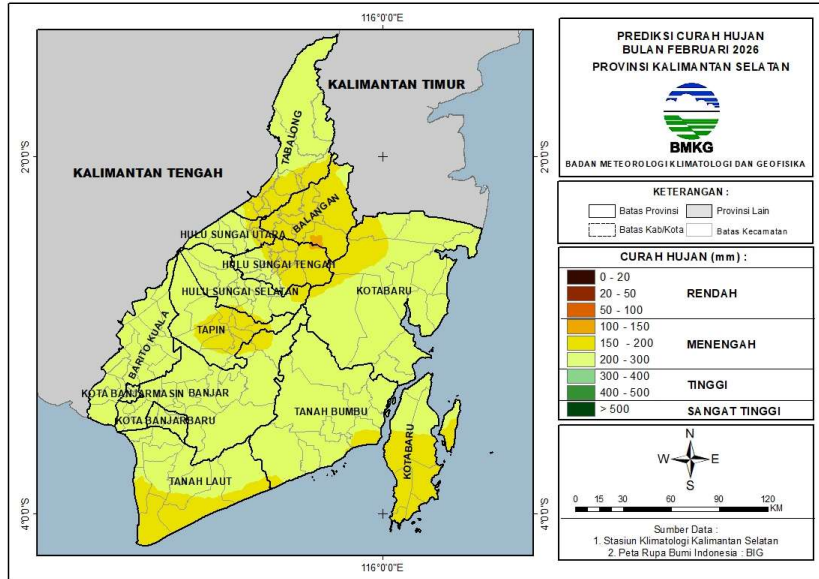 116°0'0"E
KALIMANTAN TIMUR
KALIMANTAN TENGAH
2°0'0"S
2°0'0"S
TABALONG
BALANGAN
HULU SUNGAI UTARA
HULU SUNGAI TENGAH
HULU SUNGAI SELATAN
KOTABARU
TAPIN
BARITO KUALA
KOTA BANJARMASIN
BANJAR
KOTA BANJARBARU
TANAH BUMBU
KOTABARU
TANAH LAUT
4°0'0"S
4°0'0"S
116°0'0"E
PREDIKSI CURAH HUJAN
BULAN FEBRUARI 2026
PROVINSI KALIMANTAN SELATAN
BMKG
BADAN METEOROLOGI KLIMATOLOGI DAN GEOFISIKA
KETERANGAN :
Batas Provinsi Provinsi Lain
Batas Kab/Kota Batas Kecamatan
CURAH HUJAN (mm) :
0 - 20
20 - 50 RENDAH
50 - 100
100 - 150
150 - 200 MENENGAH
200 - 300
300 - 400 TINGGI
400 - 500
> 500 SANGAT TINGGI
N
W E
S
0 15 30 60 90 120
KM
Sumber Data :
1. Stasiun Klimatologi Kalimantan Selatan
2. Peta Rupa Bumi Indonesia : BIG